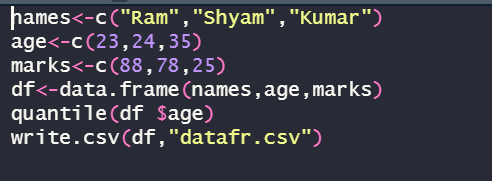 names<-c("Ram","Shyam","Kumar")
age<-c(23,24,35)
marks<-c(88,78,25)
df<-data.frame(names,age,marks)
quantile(df $age)
write.csv(df,"datafr.csv")